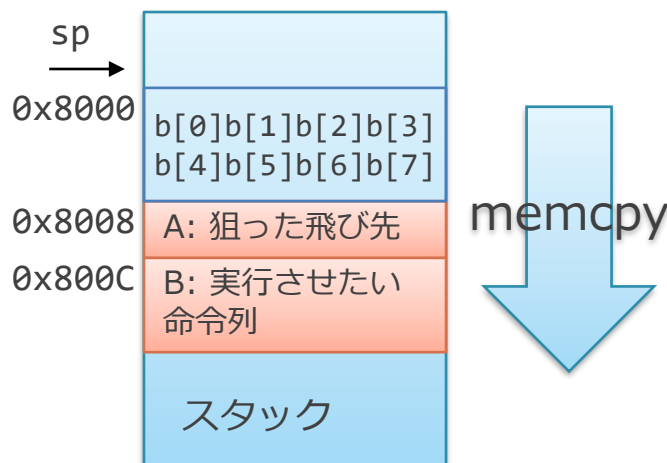 sp
0x8000
b[0]b[1]b[2]b[3]
b[4]b[5]b[6]b[7]
0x8008
A: 狙った飛び先
0x800C
B: 実行させたい
命令列
スタック
memcpy